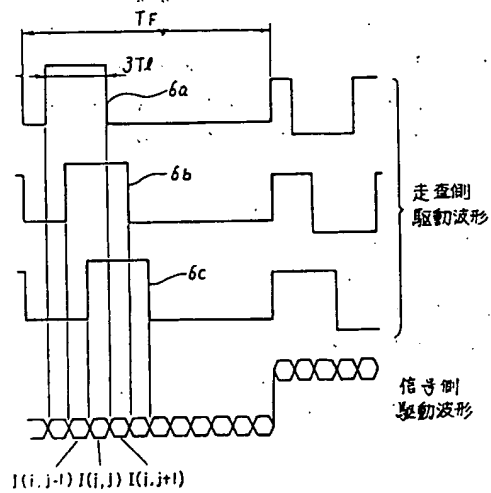 TF
3Tl
6a
6b
走査側
駆動波形
6c
信号側
駆動波形
I(i,j-1) I(i,j) I(i,j+1)